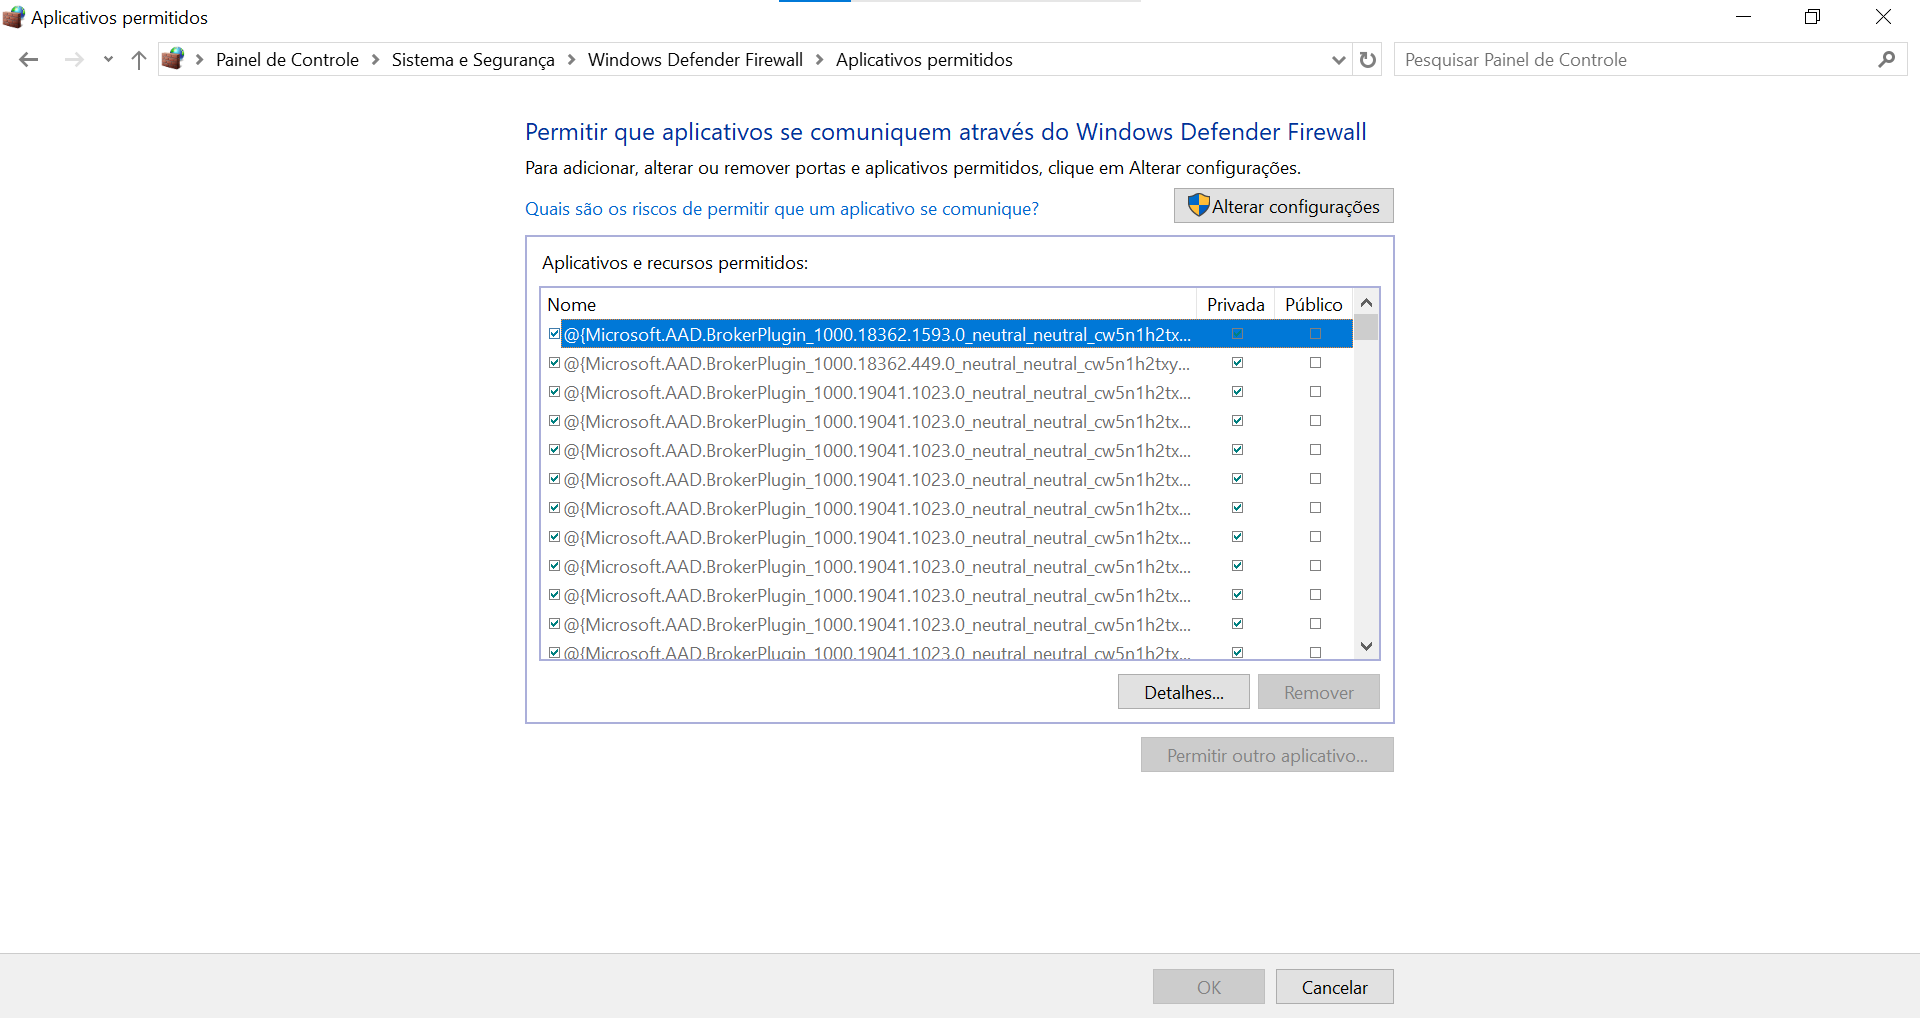 Aplicativos permitidos
Painel de Controle > Sistema e Segurança > Windows Defender Firewall > Aplicativos permitidos
Pesquisar Painel de Controle
Permitir que aplicativos se comuniquem através do Windows Defender Firewall
Para adicionar, alterar ou remover portas e aplicativos permitidos, clique em Alterar configurações.
Quais são os riscos de permitir que um aplicativo se comunique?
Alterar configurações
Aplicativos e recursos permitidos:
Nome Privada Público
@{Microsoft.AAD.BrokerPlugin_1000.18362.1593.0_neutral_neutral_cw5n1h2tx...
@{Microsoft.AAD.BrokerPlugin_1000.18362.449.0_neutral_neutral_cw5n1h2txy...
@{Microsoft.AAD.BrokerPlugin_1000.19041.1023.0_neutral_neutral_cw5n1h2tx...
@{Microsoft.AAD.BrokerPlugin_1000.19041.1023.0_neutral_neutral_cw5n1h2tx...
@{Microsoft.AAD.BrokerPlugin_1000.19041.1023.0_neutral_neutral_cw5n1h2tx...
@{Microsoft.AAD.BrokerPlugin_1000.19041.1023.0_neutral_neutral_cw5n1h2tx...
@{Microsoft.AAD.BrokerPlugin_1000.19041.1023.0_neutral_neutral_cw5n1h2tx...
@{Microsoft.AAD.BrokerPlugin_1000.19041.1023.0_neutral_neutral_cw5n1h2tx...
@{Microsoft.AAD.BrokerPlugin_1000.19041.1023.0_neutral_neutral_cw5n1h2tx...
@{Microsoft.AAD.BrokerPlugin_1000.19041.1023.0_neutral_neutral_cw5n1h2tx...
@{Microsoft.AAD.BrokerPlugin_1000.19041.1023.0_neutral_neutral_cw5n1h2tx...
@{Microsoft.AAD.BrokerPlugin_1000.19041.1023.0_neutral_neutral_cw5n1h2tx...
Detalhes... Remover
Permitir outro aplicativo...
OK Cancelar